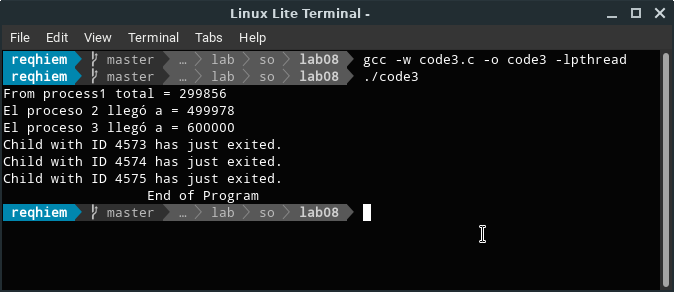 Linux Lite Terminal -
File Edit View Terminal Tabs Help
reqhiem master … lab so lab08 gcc -w code3.c -o code3 -lpthread
reqhiem master … lab so lab08 ./code3
From process1 total = 299856
El proceso 2 llegó a = 499978
El proceso 3 llegó a = 600000
Child with ID 4573 has just exited.
Child with ID 4574 has just exited.
Child with ID 4575 has just exited.
End of Program
reqhiem master … lab so lab08